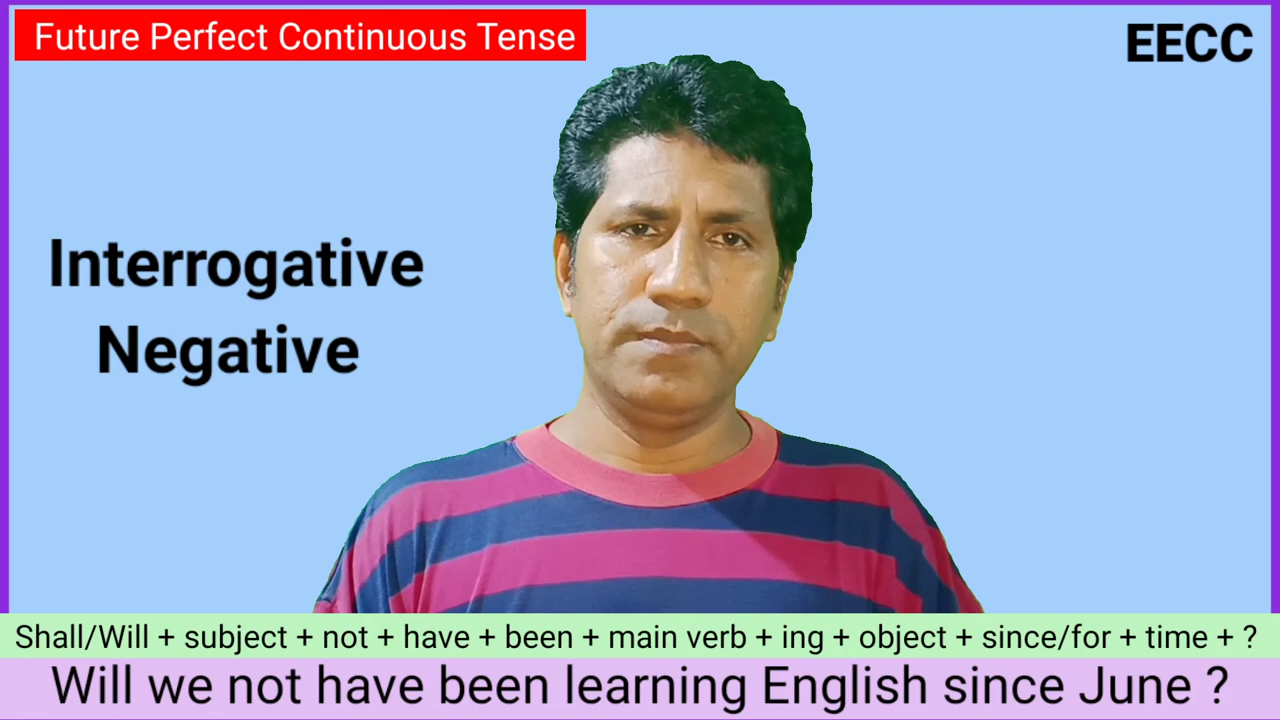 Future Perfect Continuous Tense
EECC
Interrogative
Negative
Shall/Will + subject + not + have + been + main verb + ing + object + since/for + time + ?
Will we not have been learning English since June ?